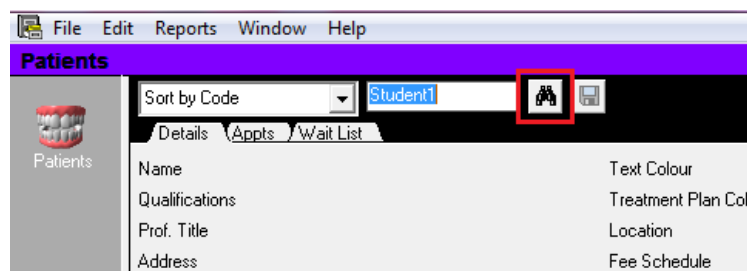 File Edit Reports Window Help
Patients
Sort by Code Student1
Details Appts Wait List
Patients
Name Text Colour
Qualifications Treatment Plan Col
Prof. Title Location
Address Fee Schedule